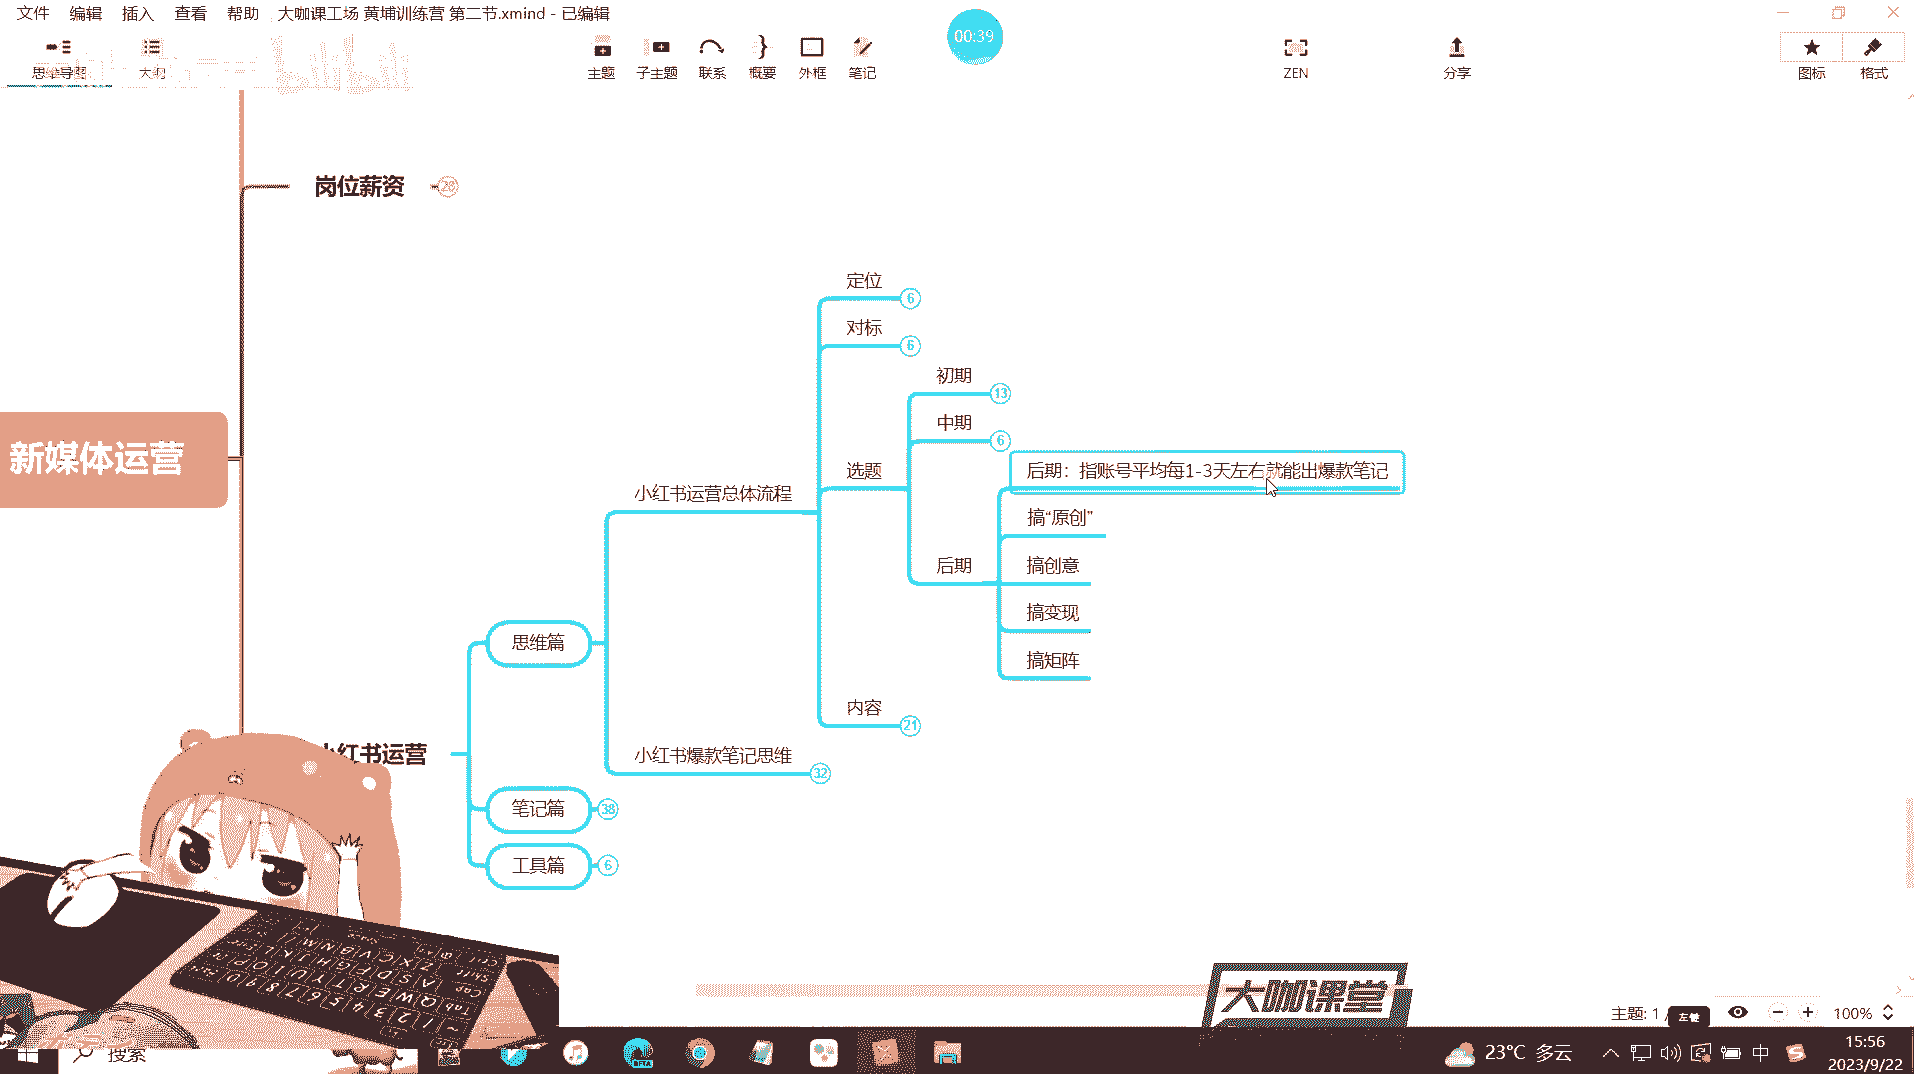 文件 编辑 插入 查看 帮助 大咖课工场 黄埔训练营 第二节.xmind - 已编辑
00:39
思维导图 大纲 主题 子主题 联系 概要 外框 笔记 ZEN 分享 图标 格式
岗位薪资 28
定位 6
对标 6
初期 13
中期 6
新媒体运营
选题
后期：指账号平均每1-3天左右就能出爆款笔记
小红书运营总体流程
搞“原创”
后期
搞创意
搞变现
思维篇
搞矩阵
内容 21
小红书运营
小红书爆款笔记思维 32
笔记篇 38
工具篇 6
大咖课堂
主题: 1 /
左键
100%
搜索
BETA
23°C 多云
中
15:56
2023/9/22